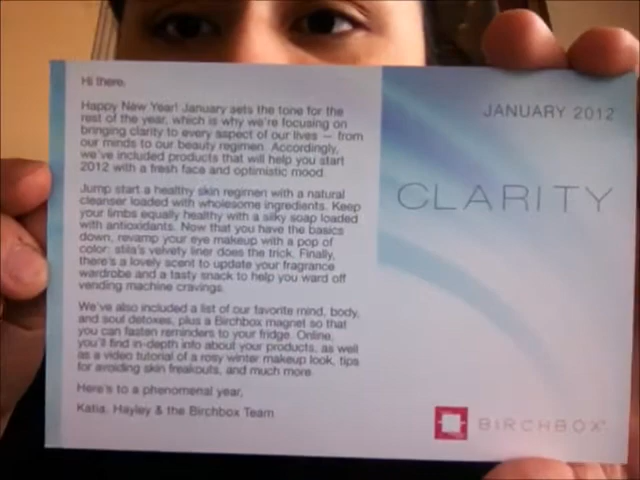 Hi there,
Happy New Year! January sets the tone for the
rest of the year, which is why we're focusing on
bringing clarity to every aspect of our lives — from
our minds to our beauty regimen. Accordingly,
we've included products that will help you start
2012 with a fresh face and optimistic mood.
Jump start a healthy skin regimen with a natural
cleanser loaded with wholesome ingredients. Keep
your limbs equally healthy with a silky soap loaded
with antioxidants. Now that you have the basics
down, revamp your eye makeup with a pop of
color: stila's velvety liner does the trick. Finally,
there's a lovely scent to update your fragrance
wardrobe and a tasty snack to help you ward off
vending machine cravings.
We've also included a list of our favorite mind, body,
and soul detoxes, plus a Birchbox magnet so that
you can fasten reminders to your fridge. Online,
you'll find in-depth info about your products, as well
as a video tutorial of a rosy winter makeup look, tips
for avoiding skin freakouts, and much more.
Here's to a phenomenal year,
Katia, Hayley & the Birchbox Team
JANUARY 2012
CLARITY
BIRCHBOX